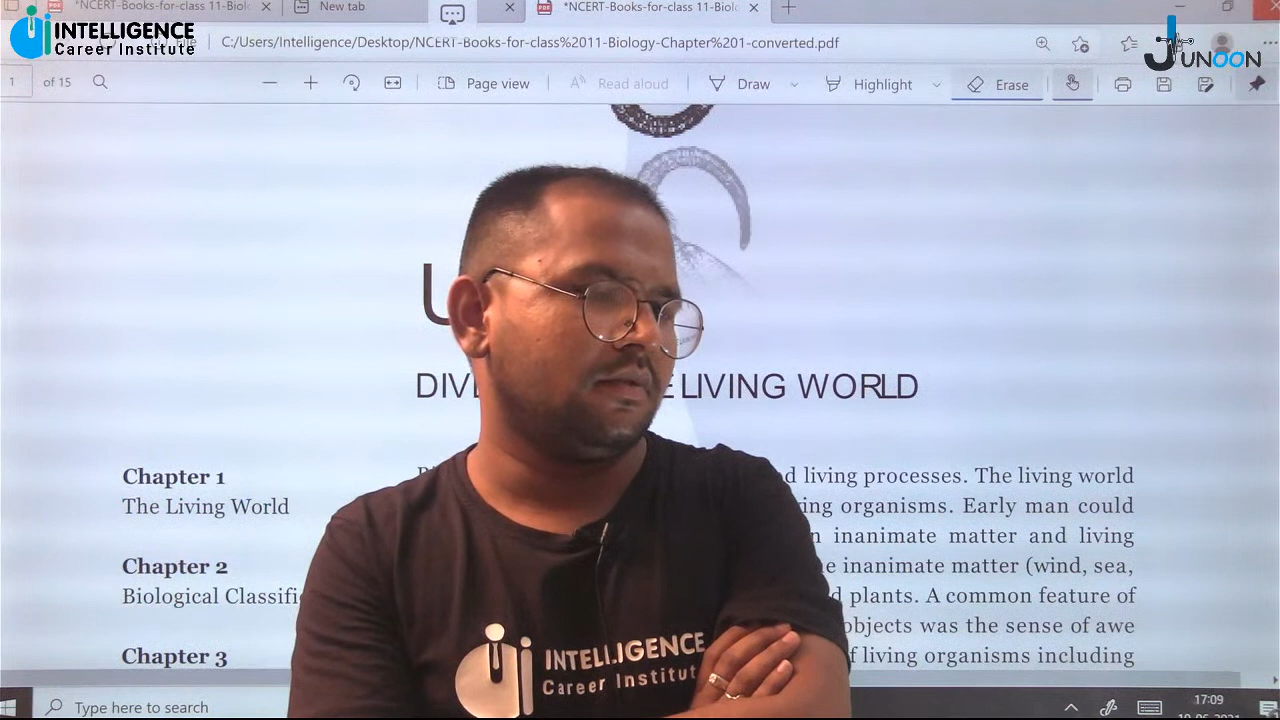 *NCERT-Books-for-class 11-Biol
New tab
*NCERT-Books-for-class 11-Biol
INTELLIGENCE
Career Institute
C:/Users/Intelligence/Desktop/NCERT-Books-for-class%2011-Biology-Chapter%201-converted.pdf
JUNOON
1 of 15
Page view
Read aloud
Draw
Highlight
Erase
U
DIV
LIVING WORLD
Chapter 1
The Living World
d living processes. The living world
ing organisms. Early man could
n inanimate matter and living
Chapter 2
e inanimate matter (wind, sea,
Biological Classifi
d plants. A common feature of
objects was the sense of awe
Chapter 3
f living organisms including
INTELLIGENCE
Career Institut
Type here to search
17:09